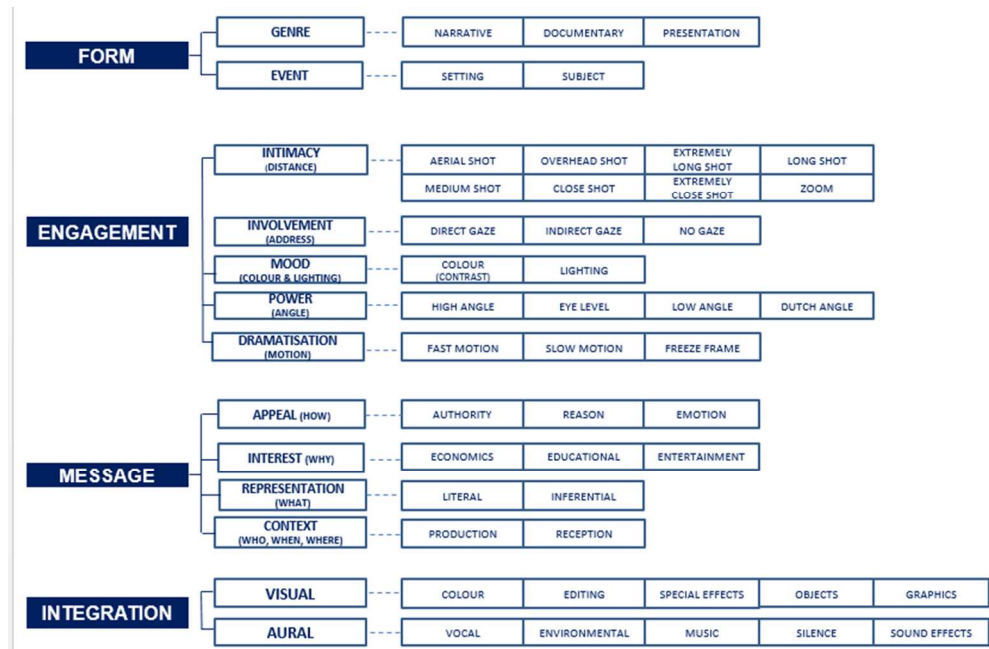 FORM
GENRE
NARRATIVE
DOCUMENTARY
PRESENTATION
EVENT
SETTING
SUBJECT
ENGAGEMENT
INTIMACY
(DISTANCE)
AERIAL SHOT
OVERHEAD SHOT
EXTREMELY
LONG SHOT
LONG SHOT
MEDIUM SHOT
CLOSE SHOT
EXTREMELY
CLOSE SHOT
ZOOM
INVOLVEMENT
(ADDRESS)
DIRECT GAZE
INDIRECT GAZE
NO GAZE
MOOD
(COLOUR & LIGHTING)
COLOUR
(CONTRAST)
LIGHTING
POWER
(ANGLE)
HIGH ANGLE
EYE LEVEL
LOW ANGLE
DUTCH ANGLE
DRAMATISATION
(MOTION)
FAST MOTION
SLOW MOTION
FREEZE FRAME
MESSAGE
APPEAL (HOW)
AUTHORITY
REASON
EMOTION
INTEREST (WHY)
ECONOMICS
EDUCATIONAL
ENTERTAINMENT
REPRESENTATION
(WHAT)
LITERAL
INFERENTIAL
CONTEXT
(WHO, WHEN, WHERE)
PRODUCTION
RECEPTION
INTEGRATION
VISUAL
COLOUR
EDITING
SPECIAL EFFECTS
OBJECTS
GRAPHICS
AURAL
VOCAL
ENVIRONMENTAL
MUSIC
SILENCE
SOUND EFFECTS